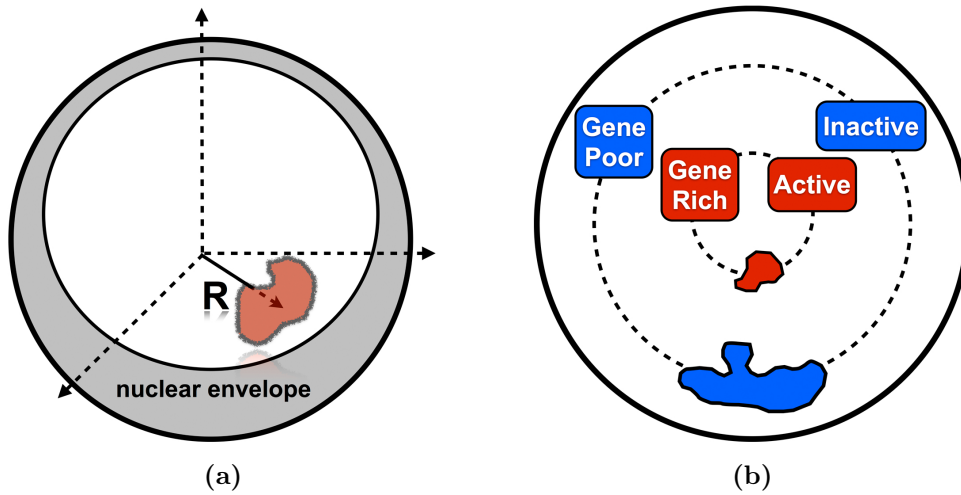 R
nuclear envelope
(a)
Gene
Poor
Inactive
Gene
Rich
Active
(b)